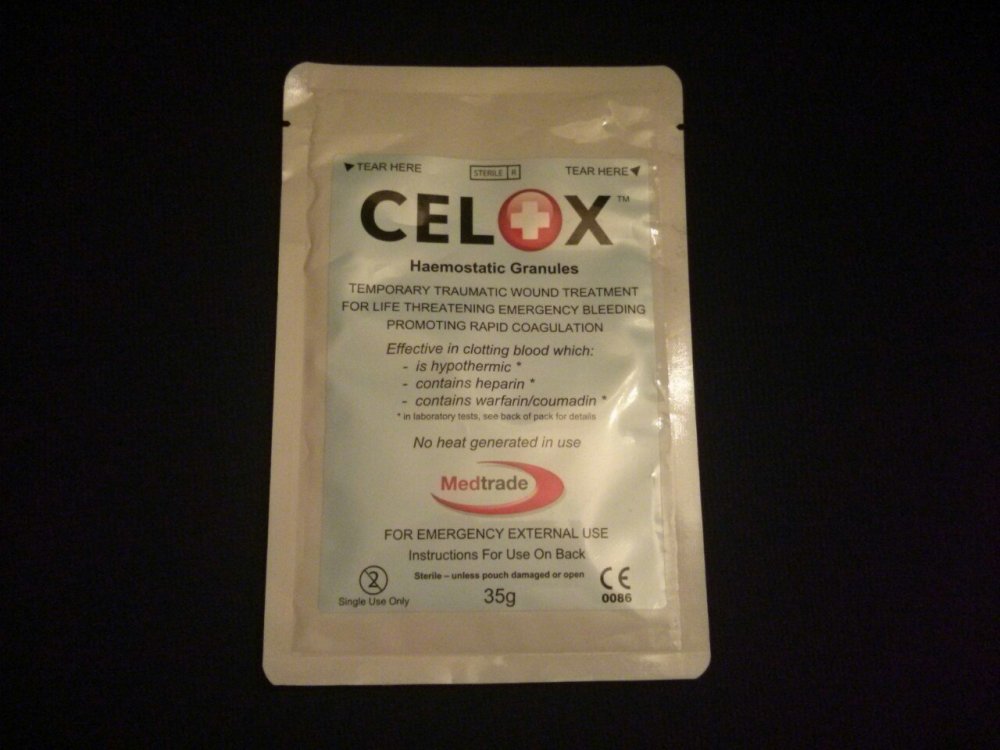 TEAR HERE
STERILE R
TEAR HERE
CELOX™
Haemostatic Granules
TEMPORARY TRAUMATIC WOUND TREATMENT
FOR LIFE THREATENING EMERGENCY BLEEDING
PROMOTING RAPID COAGULATION
Effective in clotting blood which:
- is hypothermic *
- contains heparin *
- contains warfarin/coumadin *
* in laboratory tests, see back of pack for details
No heat generated in use
Medtrade
FOR EMERGENCY EXTERNAL USE
Instructions For Use On Back
Sterile – unless pouch damaged or open
2
Single Use Only
35g
CE
0086